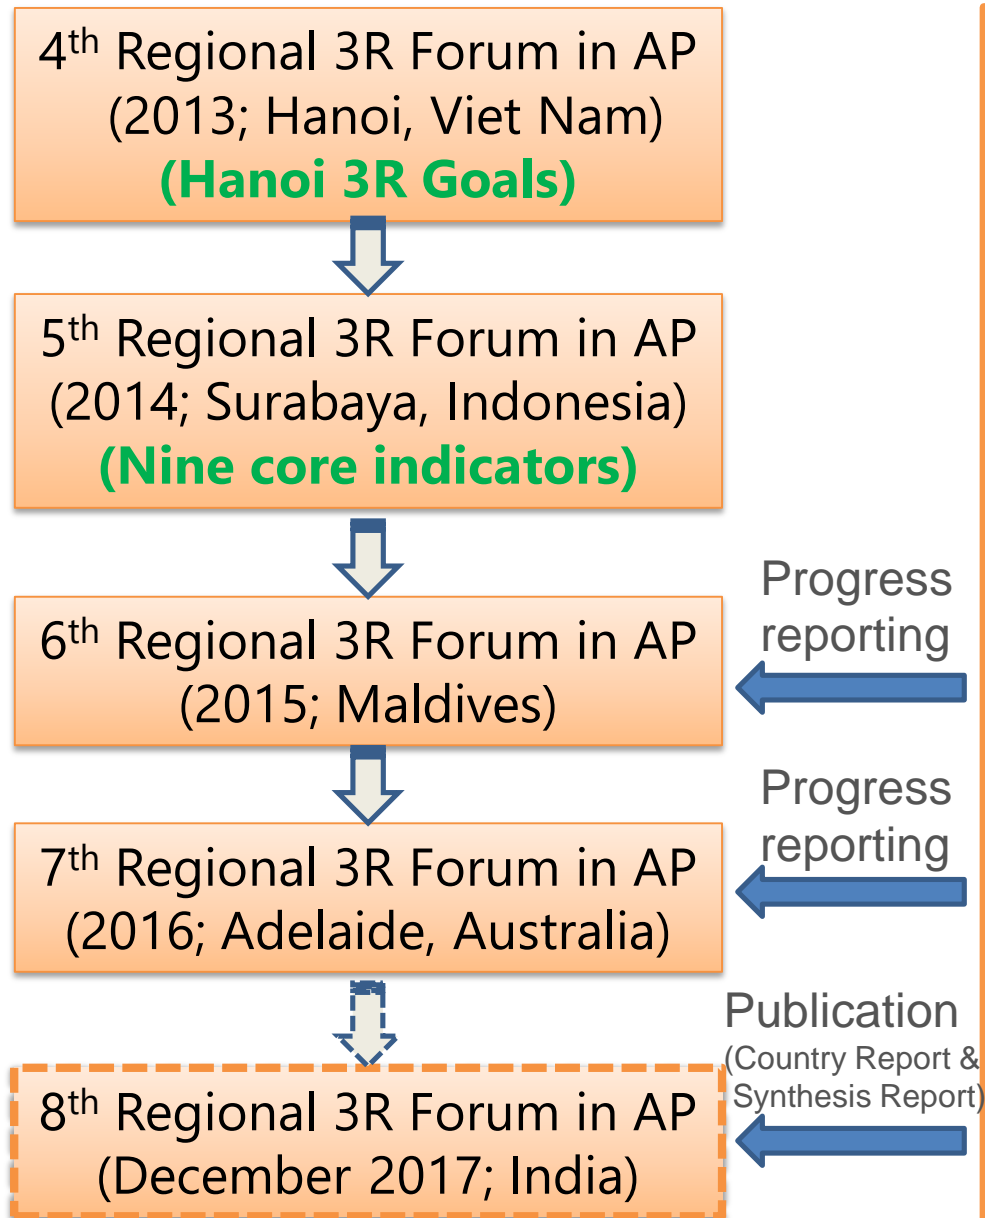 4th Regional 3R Forum in AP
(2013; Hanoi, Viet Nam)
(Hanoi 3R Goals)
5th Regional 3R Forum in AP
(2014; Surabaya, Indonesia)
(Nine core indicators)
Progress
reporting
6th Regional 3R Forum in AP
(2015; Maldives)
Progress
reporting
7th Regional 3R Forum in AP
(2016; Adelaide, Australia)
Publication
(Country Report &
Synthesis Report)
8th Regional 3R Forum in AP
(December 2017; India)